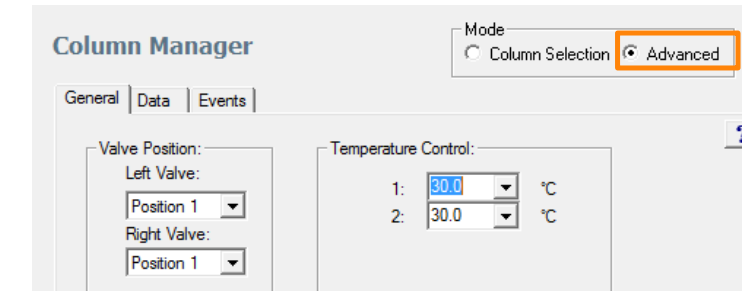 Column Manager
Mode
Column Selection Advanced
General Data Events
Valve Position:
Left Valve:
Position 1
Right Valve:
Position 1
Temperature Control:
1: 30.0 °C
2: 30.0 °C
?